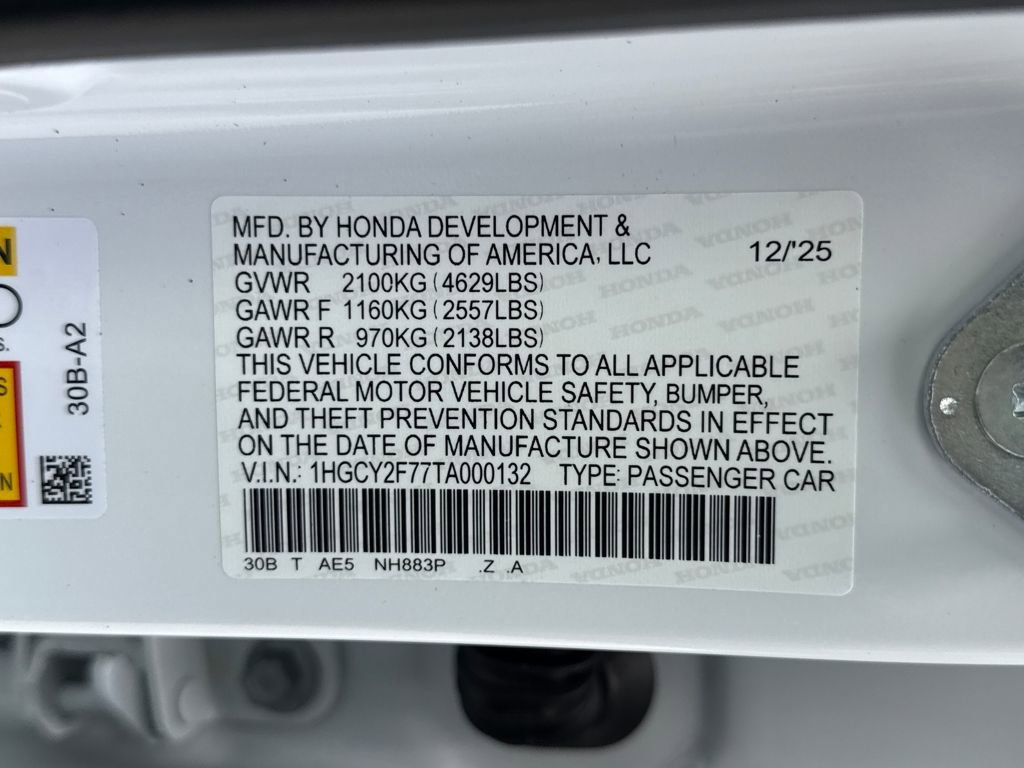 MFD. BY HONDA DEVELOPMENT &
MANUFACTURING OF AMERICA, LLC 12/'25
GVWR 2100KG (4629LBS)
GAWR F 1160KG (2557LBS)
GAWR R 970KG (2138LBS)
THIS VEHICLE CONFORMS TO ALL APPLICABLE
FEDERAL MOTOR VEHICLE SAFETY, BUMPER,
AND THEFT PREVENTION STANDARDS IN EFFECT
ON THE DATE OF MANUFACTURE SHOWN ABOVE.
V.I.N.: 1HGCY2F77TA000132 TYPE: PASSENGER CAR
30B T AE5 NH883P .Z .A
30B-A2
N
S.
S
N
HONDA